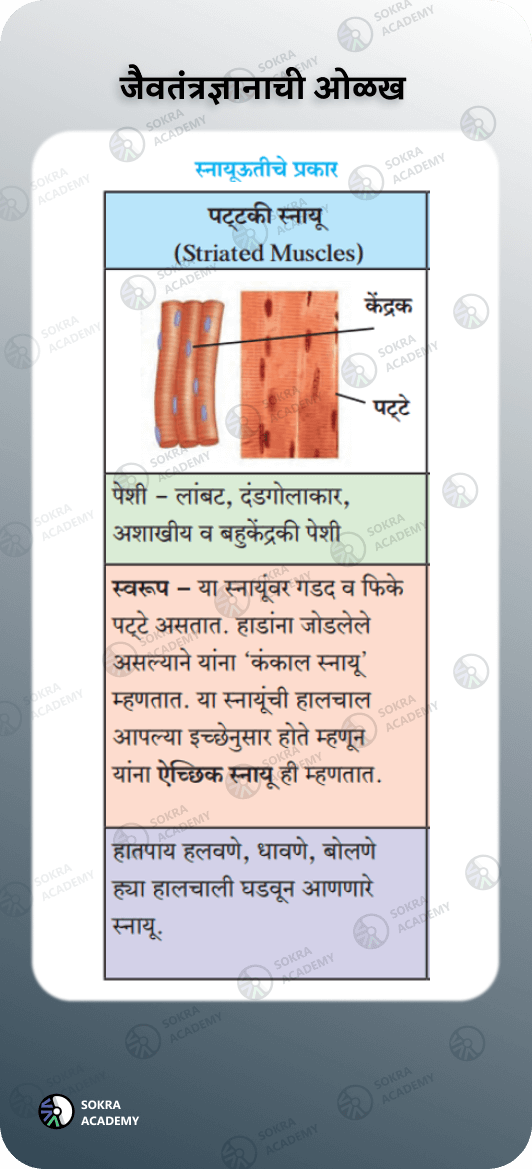 जैवतंत्रज्ञानाची ओळख
स्नायूऊतीचे प्रकार
पट्टकी स्नायू
(Striated Muscles)
केंद्रक
पट्टे
पेशी – लांबट, दंडगोलाकार,
अशाखीय व बहुकेंद्रकी पेशी
स्वरूप – या स्नायूंवर गडद व फिके
पट्टे असतात. हाडांना जोडलेले
असल्याने यांना ‘कंकाल स्नायू’
म्हणतात. या स्नायूंची हालचाल
आपल्या इच्छेनुसार होते म्हणून
यांना ऐच्छिक स्नायू ही म्हणतात.
हातपाय हलवणे, धावणे, बोलणे
ह्या हालचाली घडवून आणणारे
स्नायू.
SOKRA
ACADEMY